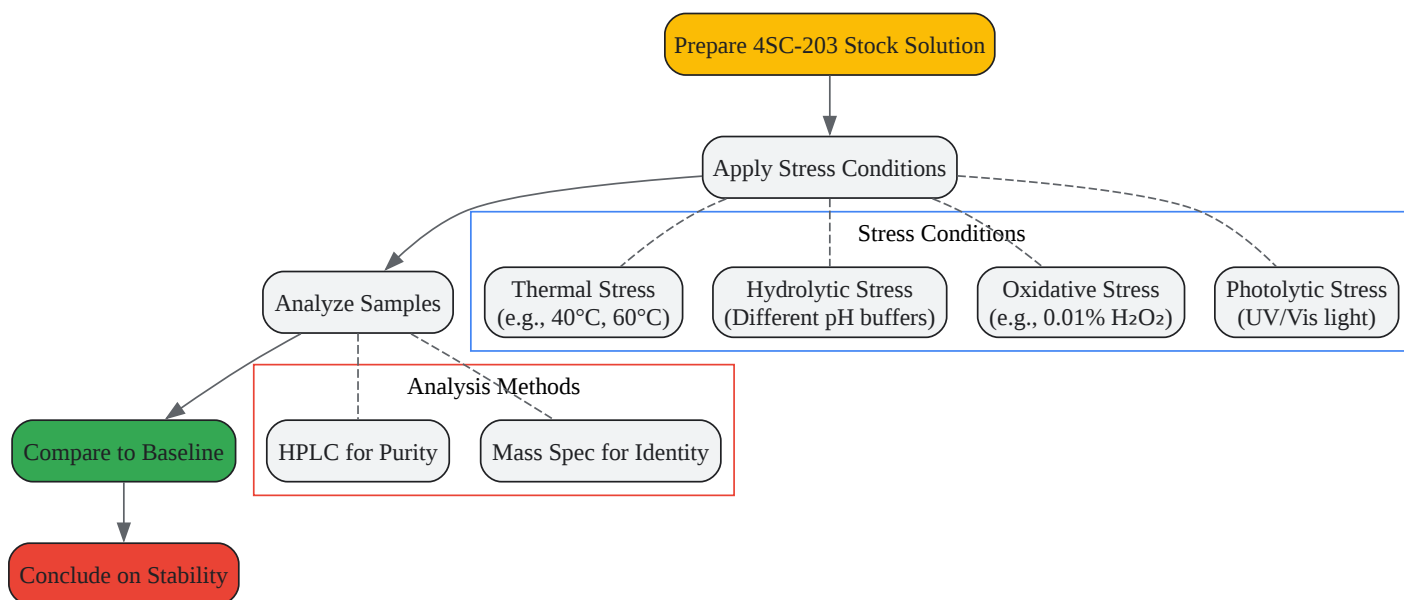 Prepare 4SC-203 Stock Solution
Apply Stress Conditions
Stress Conditions
Analyze Samples
Thermal Stress
(e.g., 40°C, 60°C)
Hydrolytic Stress
(Different pH buffers)
Oxidative Stress
(e.g., 0.01% H₂O₂)
Photolytic Stress
(UV/Vis light)
Analysis Methods
Compare to Baseline
HPLC for Purity
Mass Spec for Identity
Conclude on Stability